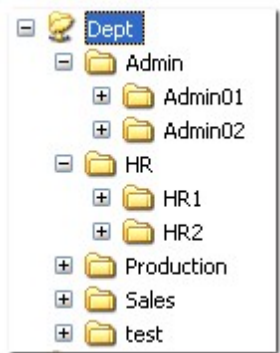 Dept
Admin
Admin01
Admin02
HR
HR1
HR2
Production
Sales
test